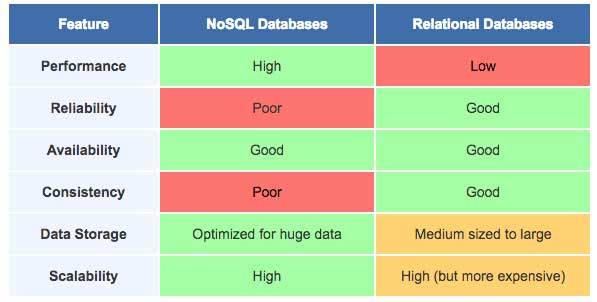 Feature NoSQL Databases Relational Databases
Performance High Low
Reliability Poor Good
Availability Good Good
Consistency Poor Good
Data Storage Optimized for huge data Medium sized to large
Scalability High High (but more expensive)